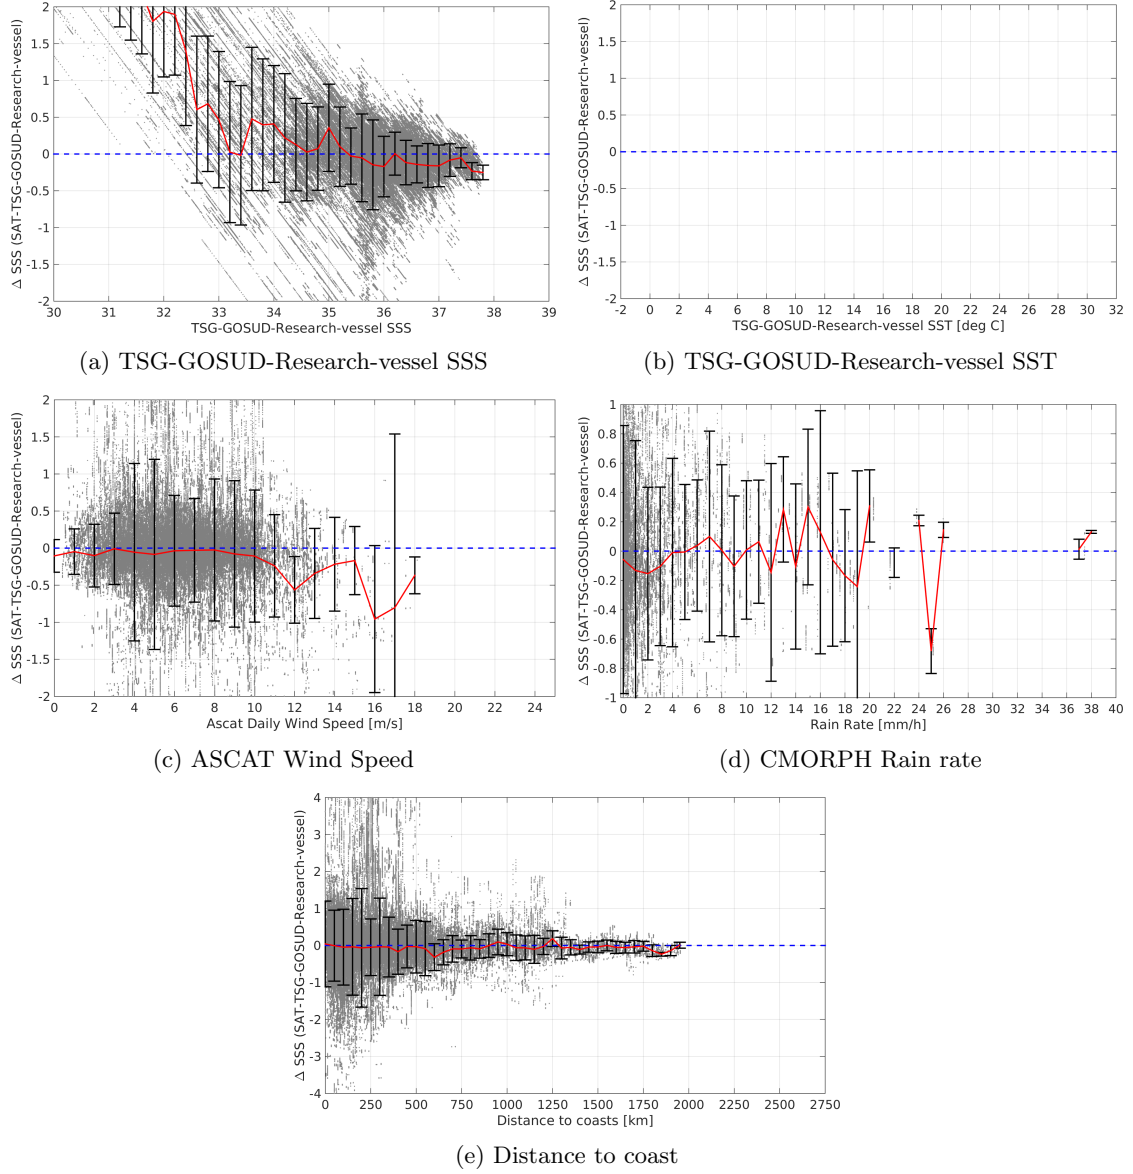 2
1.5
1
0.5
0
-0.5
-1
-1.5
-2
Δ SSS (SAT-TSG-GOSUD-Research-vessel)
30 31 32 33 34 35 36 37 38 39
TSG-GOSUD-Research-vessel SSS
(a) TSG-GOSUD-Research-vessel SSS
2
1.5
1
0.5
0
-0.5
-1
-1.5
-2
Δ SSS (SAT-TSG-GOSUD-Research-vessel)
-2 0 2 4 6 8 10 12 14 16 18 20 22 24 26 28 30 32
TSG-GOSUD-Research-vessel SST [deg C]
(b) TSG-GOSUD-Research-vessel SST
2
1.5
1
0.5
0
-0.5
-1
-1.5
-2
Δ SSS (SAT-TSG-GOSUD-Research-vessel)
0 2 4 6 8 10 12 14 16 18 20 22 24
Ascat Daily Wind Speed [m/s]
(c) ASCAT Wind Speed
1
0.8
0.6
0.4
0.2
0
-0.2
-0.4
-0.6
-0.8
-1
Δ SSS (SAT-TSG-GOSUD-Research-vessel)
0 2 4 6 8 10 12 14 16 18 20 22 24 26 28 30 32 34 36 38 40
Rain Rate [mm/h]
(d) CMORPH Rain rate
4
3
2
1
0
-1
-2
-3
-4
Δ SSS (SAT-TSG-GOSUD-Research-vessel)
0 250 500 750 1000 1250 1500 1750 2000 2250 2500 2750
Distance to coasts [km]
(e) Distance to coast